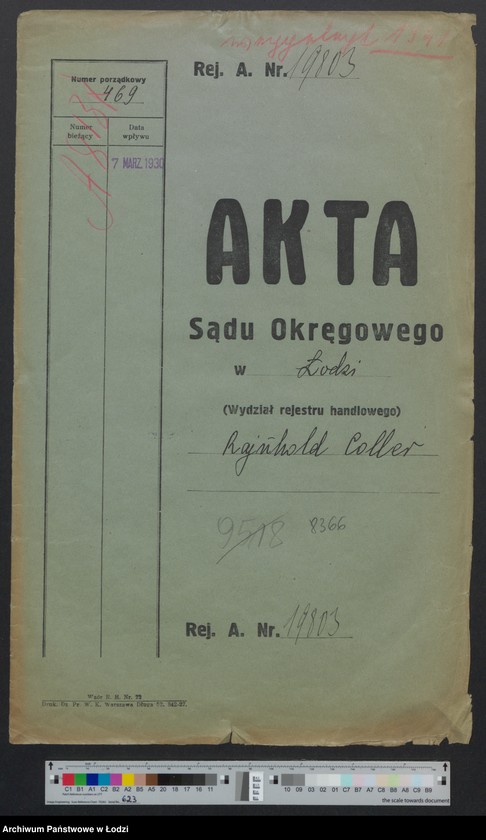 Rej. A. Nr. 19803
Numer porządkowy
469
Numer bieżący
Data wpływu
7 MARZ. 1930
AKTA
Sądu Okręgowego
w Łodzi
(Wydział rejestru handlowego)
Rajnhold Coller
9518 8366
Rej. A. Nr. 19803
C1 B1 A1 C2 B2 A2 B5 A5 20 18 17 16 11
10 09 03 02 01 C7 B7 A7 C8 B8 A8 C9 B9
623
the scale towards document
Archiwum Państwowe w Łodzi